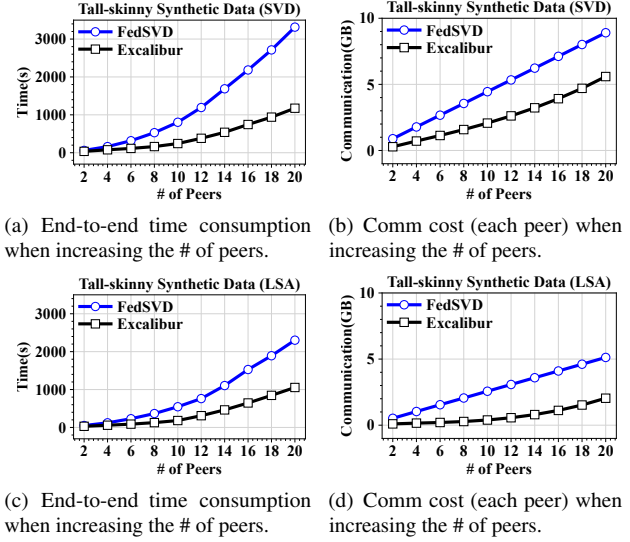 Tall-skinny Synthetic Data (SVD)
FedSVD
Excalibur
Time(s)
3000
2000
1000
0
2 4 6 8 10 12 14 16 18 20
# of Peers
(a) End-to-end time consumption
when increasing the # of peers.
Tall-skinny Synthetic Data (SVD)
FedSVD
Excalibur
Communication(GB)
10
5
0
2 4 6 8 10 12 14 16 18 20
# of Peers
(b) Comm cost (each peer) when
increasing the # of peers.
Tall-skinny Synthetic Data (LSA)
FedSVD
Excalibur
Time(s)
3000
2000
1000
0
2 4 6 8 10 12 14 16 18 20
# of Peers
(c) End-to-end time consumption
when increasing the # of peers.
Tall-skinny Synthetic Data (LSA)
FedSVD
Excalibur
Communication(GB)
10
5
0
2 4 6 8 10 12 14 16 18 20
# of Peers
(d) Comm cost (each peer) when
increasing the # of peers.